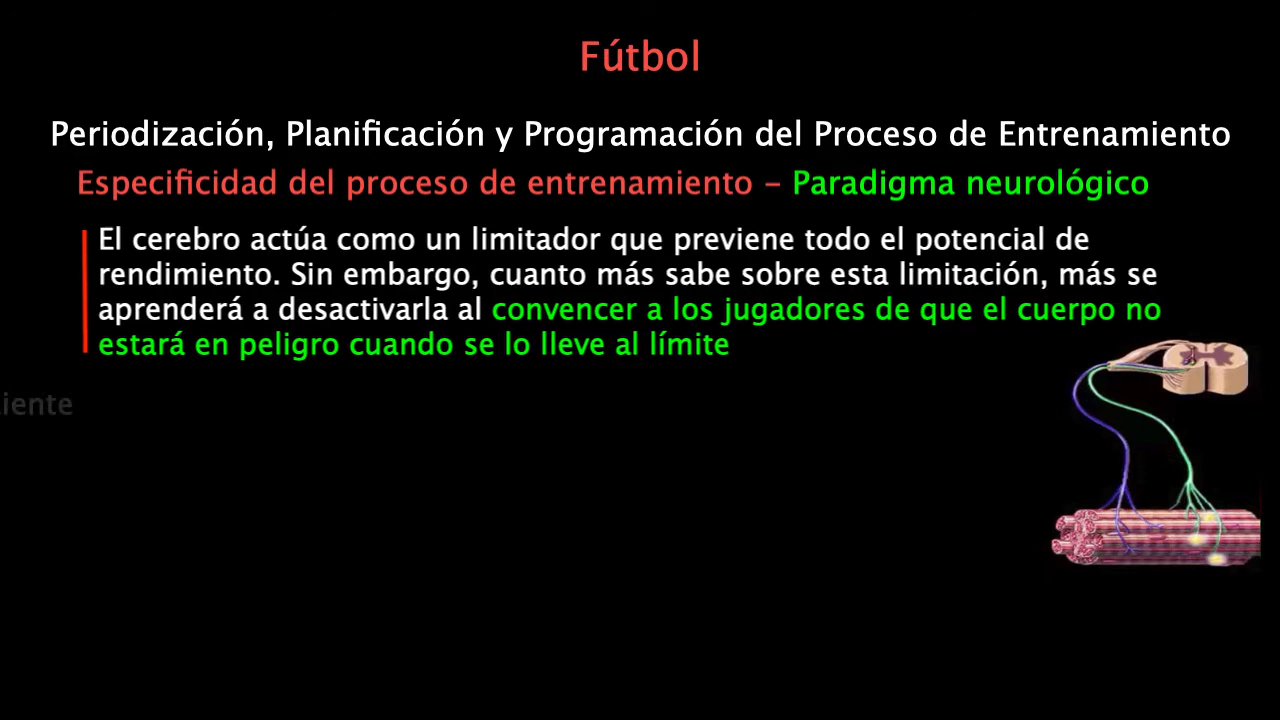 Fútbol
Periodización, Planificación y Programación del Proceso de Entrenamiento
Especificidad del proceso de entrenamiento – Paradigma neurológico
El cerebro actúa como un limitador que previene todo el potencial de
rendimiento. Sin embargo, cuanto más sabe sobre esta limitación, más se
aprenderá a desactivarla al convencer a los jugadores de que el cuerpo no
estará en peligro cuando se lo lleve al límite